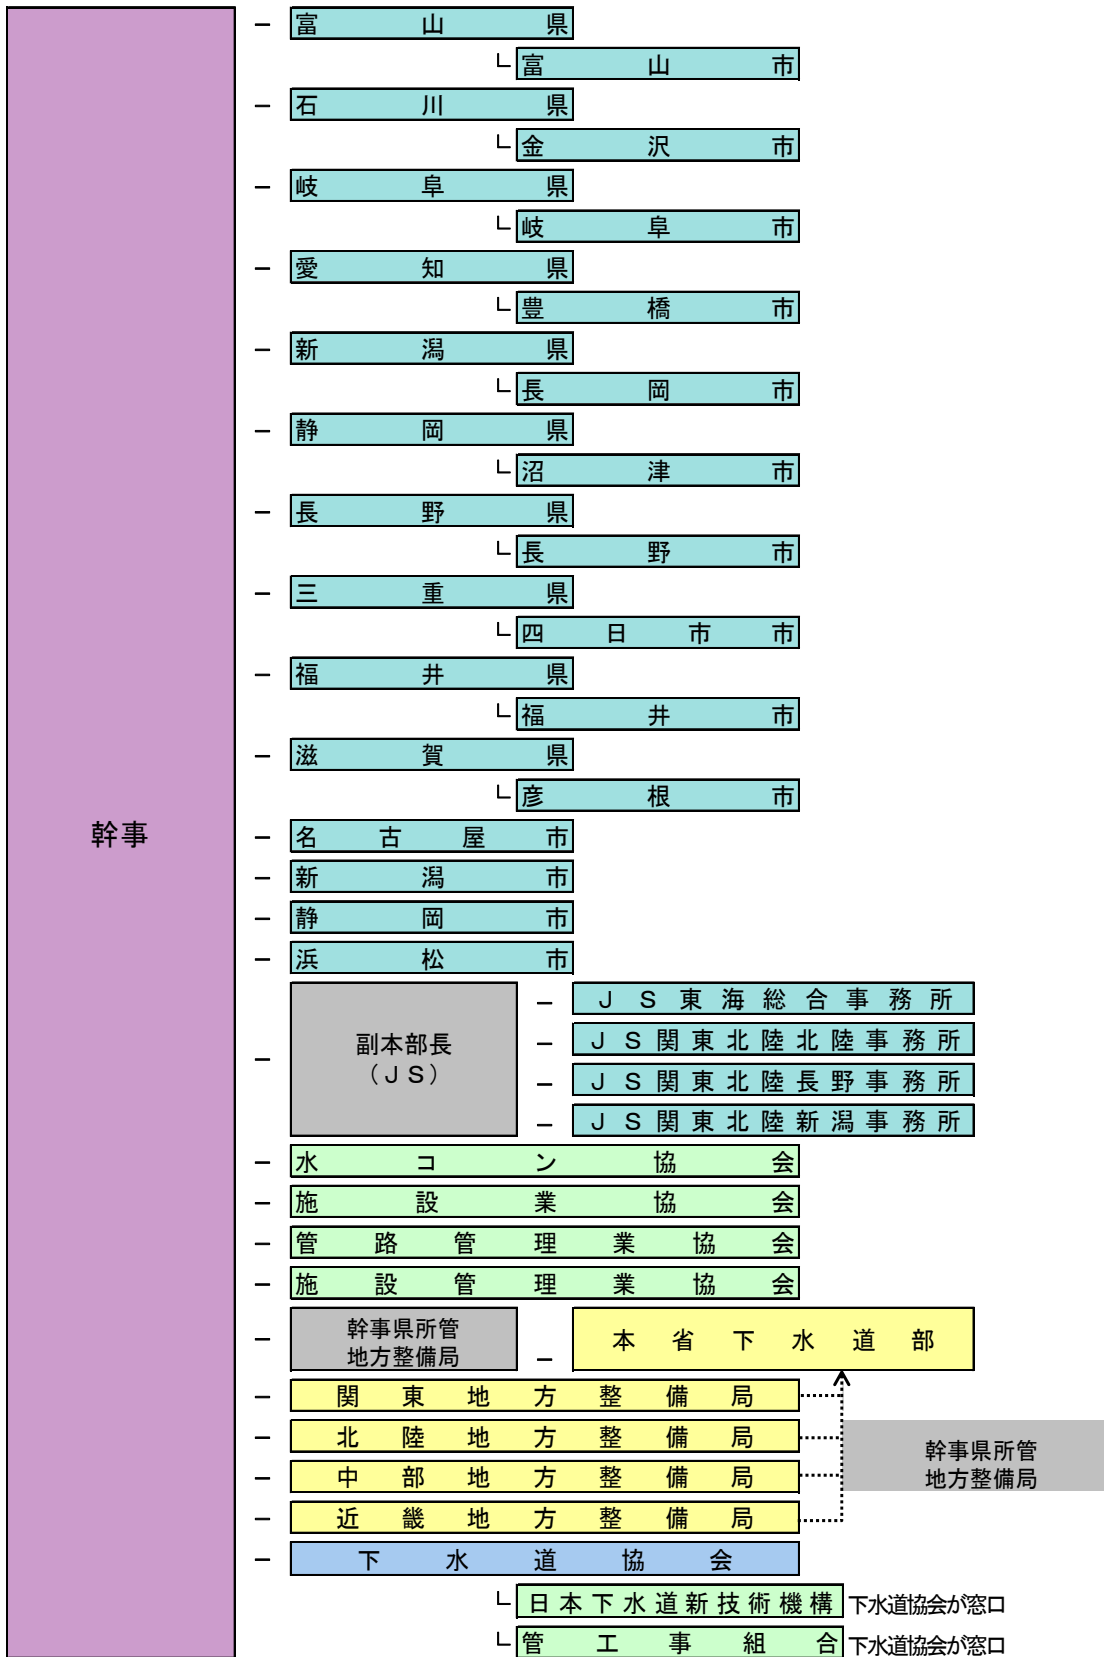 富山県
富山市
石川県
金沢市
岐阜県
岐阜市
愛知県
豊橋市
新潟県
長岡市
静岡県
沼津市
長野県
長野市
三重県
四日市市
福井県
福井市
滋賀県
彦根市
幹事
名古屋市
新潟市
静岡市
浜松市
副本部長
（ＪＳ）
ＪＳ東海総合事務所
ＪＳ関東北陸北陸事務所
ＪＳ関東北陸長野事務所
ＪＳ関東北陸新潟事務所
水コン協会
施設業協会
管路管理業協会
施設管理業協会
幹事県所管
地方整備局
本省下水道部
関東地方整備局
北陸地方整備局
中部地方整備局
近畿地方整備局
幹事県所管
地方整備局
下水道協会
日本下水道新技術機構 下水道協会が窓口
管工事組合 下水道協会が窓口